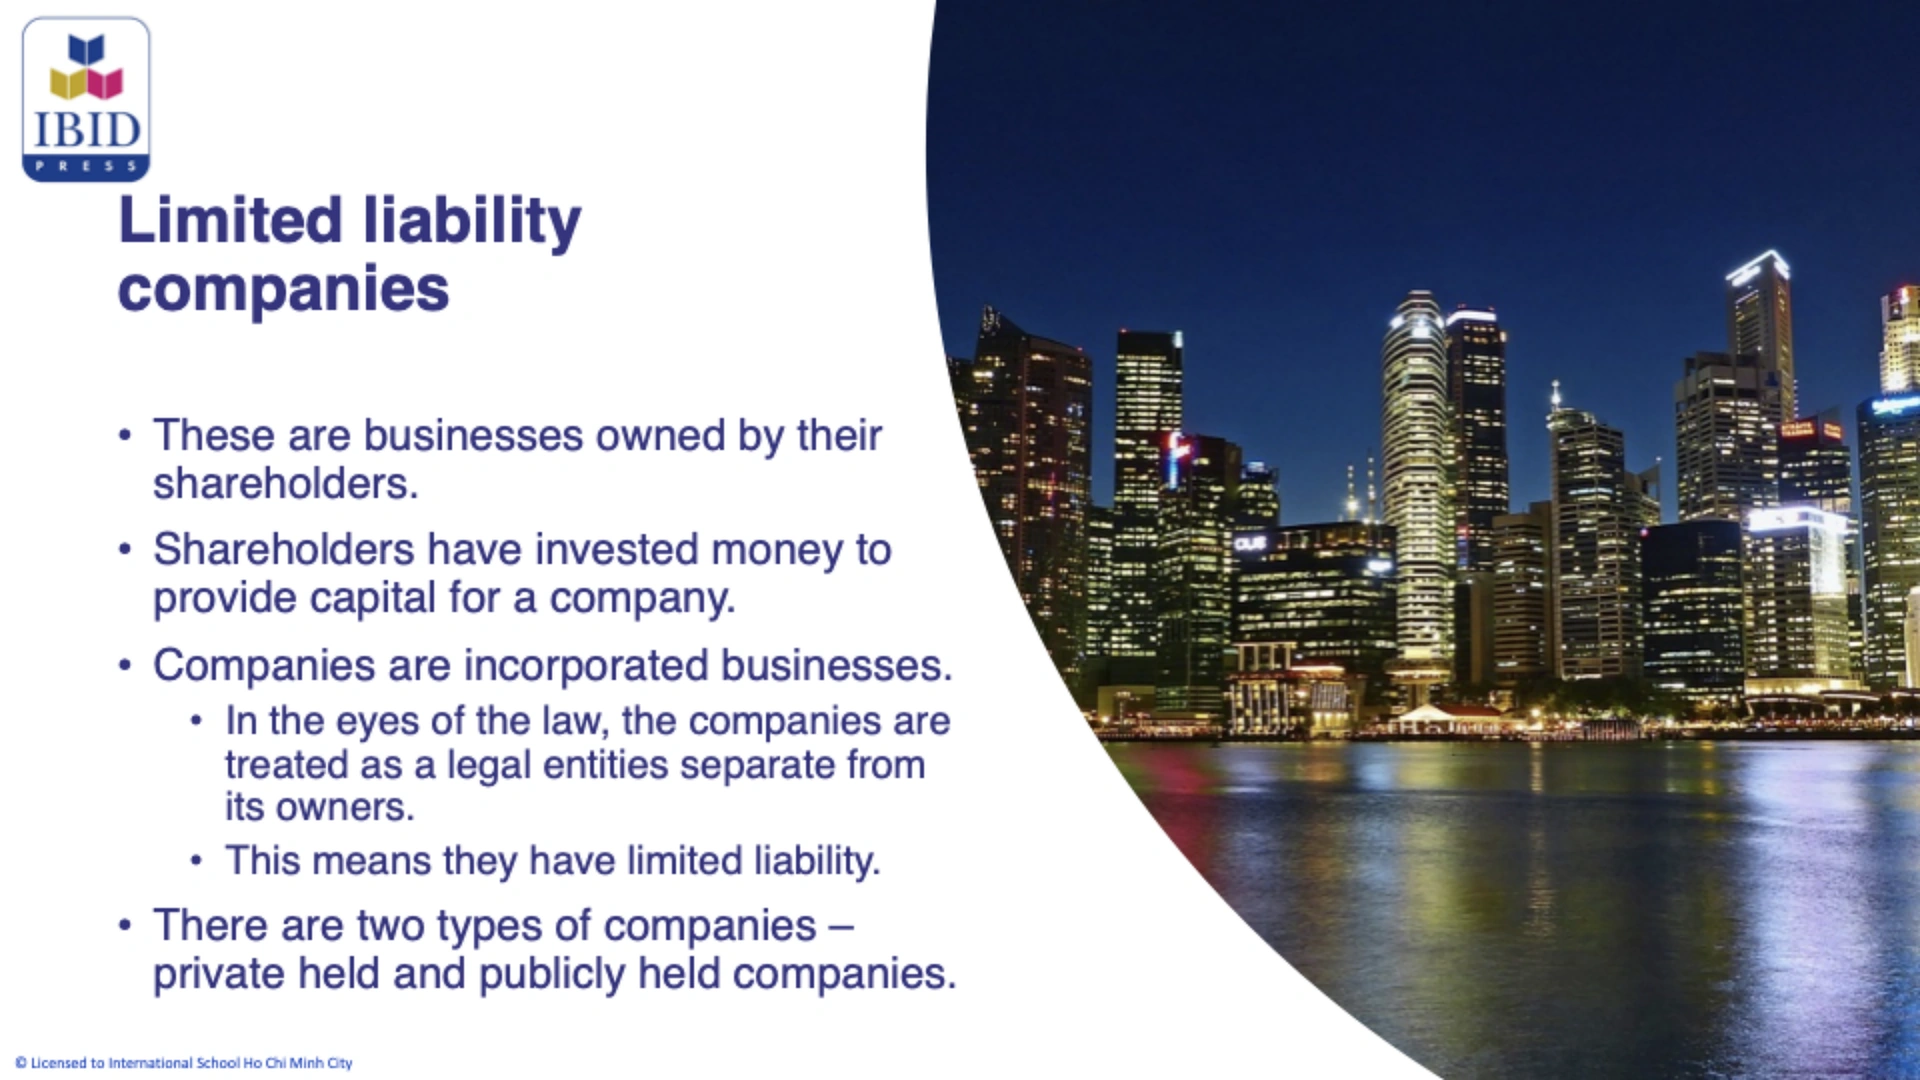 IBID
PRESS
Limited liability
companies
• These are businesses owned by their
shareholders.
• Shareholders have invested money to
provide capital for a company.
• Companies are incorporated businesses.
• In the eyes of the law, the companies are
treated as a legal entities separate from
its owners.
• This means they have limited liability.
• There are two types of companies –
private held and publicly held companies.
© Licensed to International School Ho Chi Minh City